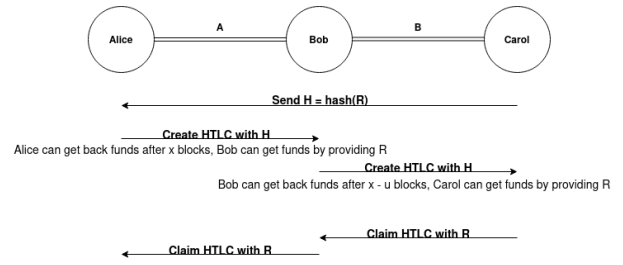 A
B
Alice
Bob
Carol
Send H = hash(R)
Create HTLC with H
Alice can get back funds after x blocks, Bob can get funds by providing R
Create HTLC with H
Bob can get back funds after x - u blocks, Carol can get funds by providing R
Claim HTLC with R
Claim HTLC with R